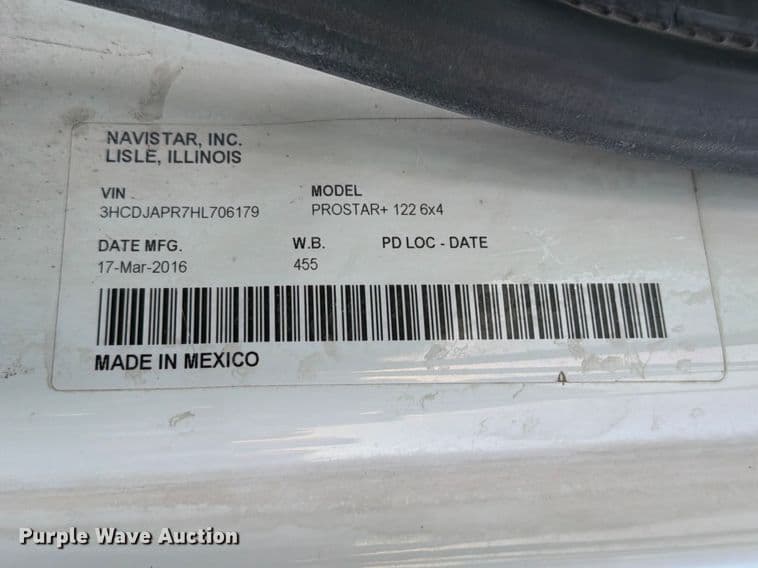 NAVISTAR, INC.
LISLE, ILLINOIS
VIN MODEL
3HCDJAPR7HL706179 PROSTAR+ 122 6x4
DATE MFG. W.B. PD LOC - DATE
17-Mar-2016 455
MADE IN MEXICO
Purple Wave Auction